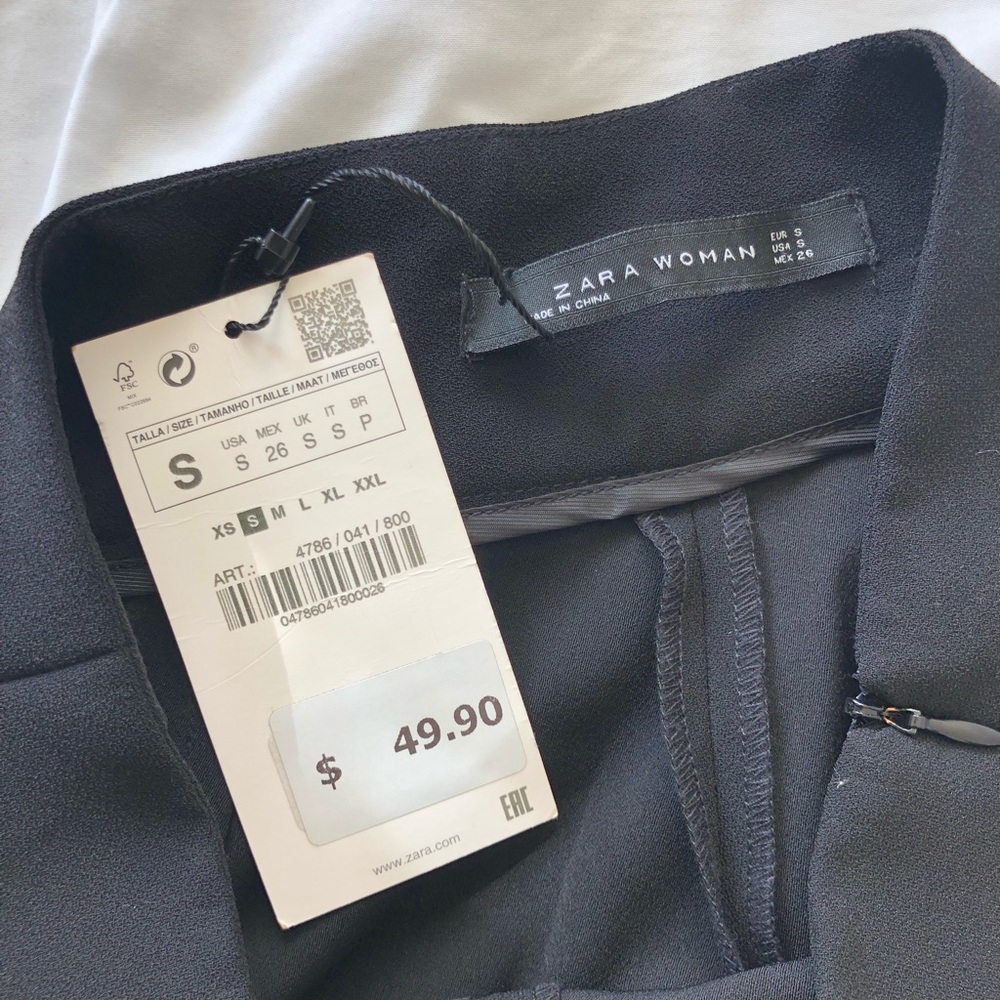 ZARA WOMAN
EUR S
USA S
MEX 26
ADE IN CHINA
FSC
MIX
®
TALLA / SIZE / TAMANHO / TAILLE / MAAT / ΜΕΓΕΘΟΣ
S
USA MEX UK IT BR
S 26 S S P
XS S M L XL XXL
4786 / 041 / 800
ART.:
04786041800026
$ 49.90
EAC
www.zara.com